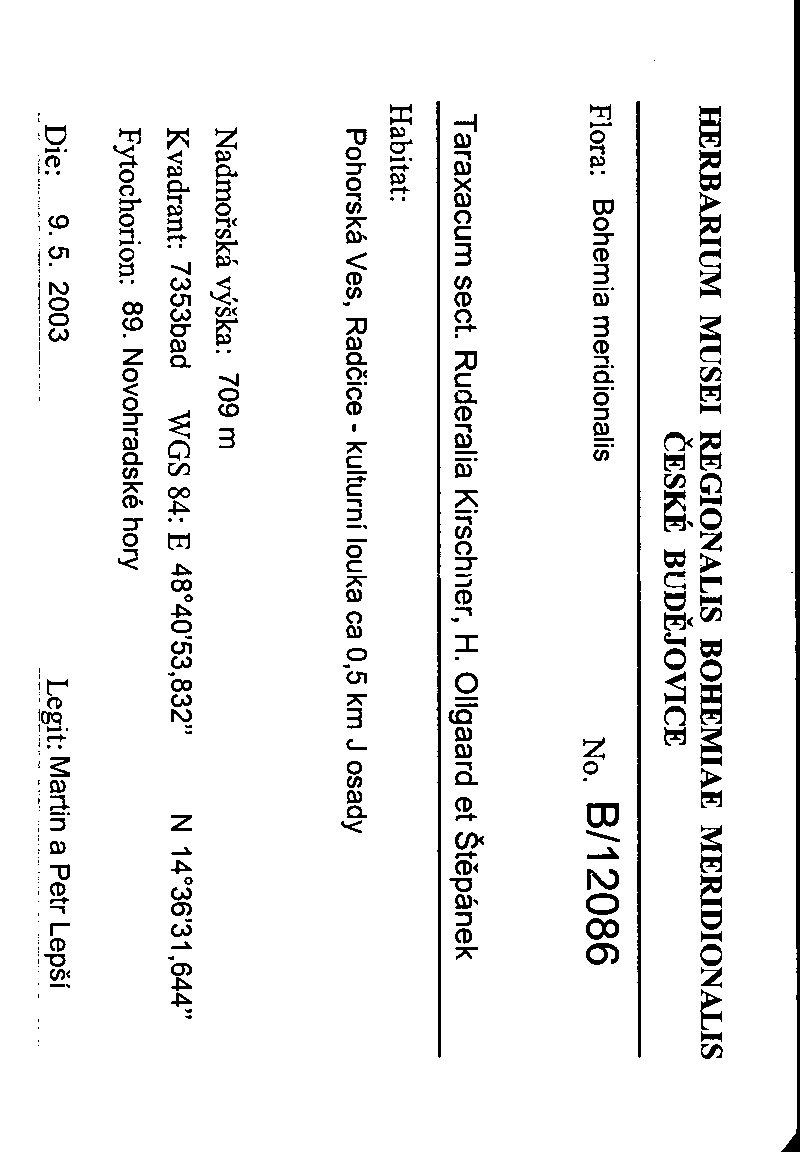 HERBARIUM MUSEI REGIONALIS BOHEMIAE MERIDIONALIS
ČESKÉ BUDĚJOVICE
Flora: Bohemia meridionalis No. B/12086
Taraxacum sect. Ruderalia Kirschner, H. Ollgaard et Štěpánek
Habitat:
Pohorská Ves, Radčice - kulturní louka ca 0,5 km J osady
Nadmořská výška: 709 m
Kvadrant: 7353bad WGS 84: E 48°40'53,832" N 14°36'31,644"
Fytochorion: 89. Novohradské hory
Die: 9. 5. 2003 Legit: Martin a Petr Lepší